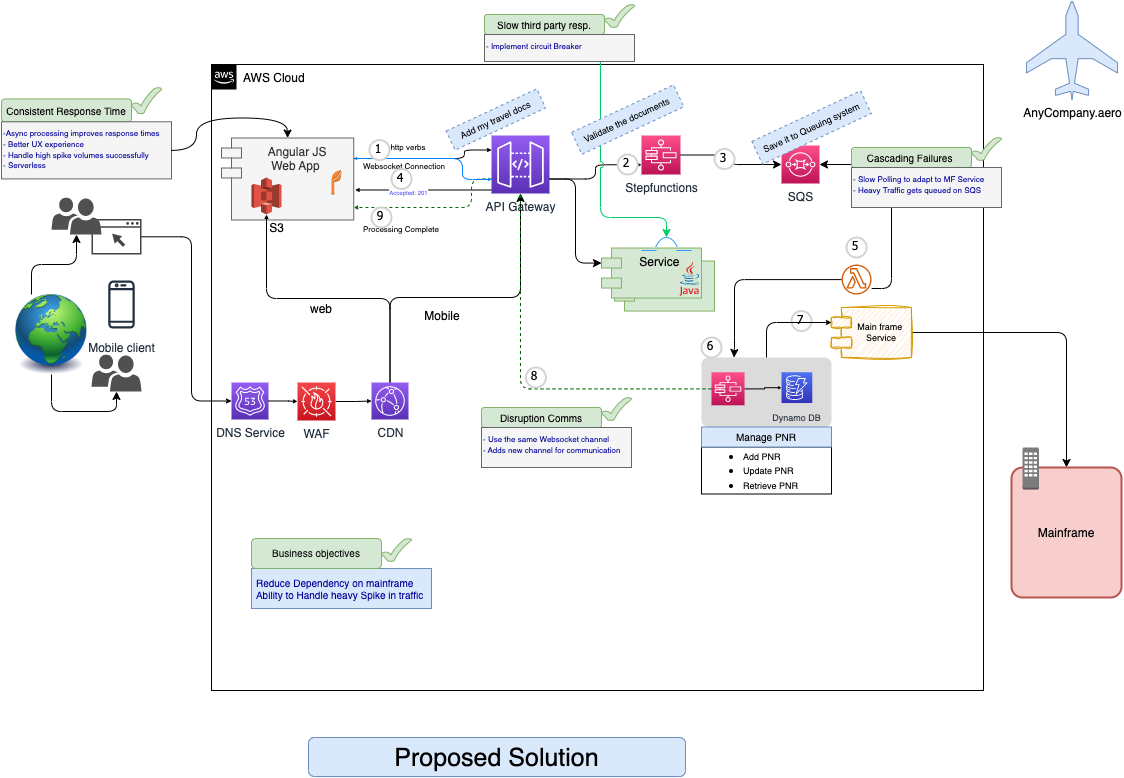 Slow third party resp.
- Implement circuit Breaker
AnyCompany.aero
aws
AWS Cloud
Consistent Response Time
-Async processing improves response times
- Better UX experience
- Handle high spike volumes successfully
- Serverless
Angular JS
Web App
S3
1
http verbs
Websocket Connection
4
Accepted: 201
9
Processing Complete
Add my travel docs
API Gateway
Validate the documents
2
Stepfunctions
3
Save it to Queuing system
SQS
Cascading Failures
- Slow Polling to adapt to MF Service
- Heavy Traffic gets queued on SQS
5
Service
Java
web
Mobile
Mobile client
7
Main frame
Service
6
8
Dynamo DB
53
DNS Service
WAF
CDN
Disruption Comms
- Use the same Websocket channel
- Adds new channel for communication
Manage PNR
Add PNR
Update PNR
Retrieve PNR
Mainframe
Business objectives
Reduce Dependency on mainframe
Ability to Handle heavy Spike in traffic
Proposed Solution